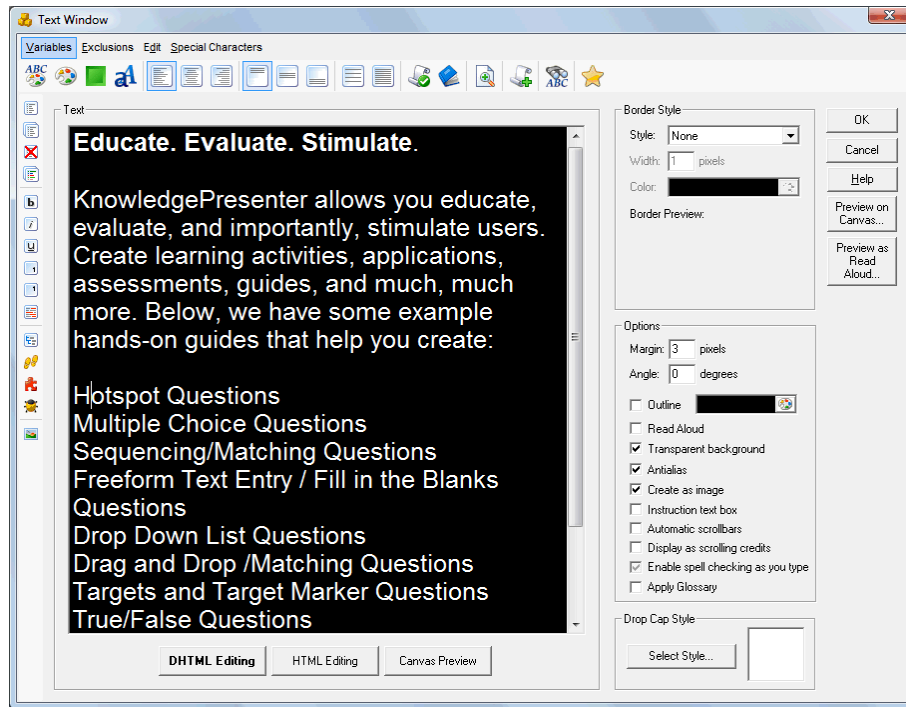 Text Window
Variables Exclusions Edit Special Characters
ABC
a A
ABC
Text
Educate. Evaluate. Stimulate.
KnowledgePresenter allows you educate,
evaluate, and importantly, stimulate users.
Create learning activities, applications,
assessments, guides, and much, much
more. Below, we have some example
hands-on guides that help you create:
Hotspot Questions
Multiple Choice Questions
Sequencing/Matching Questions
Freeform Text Entry / Fill in the Blanks
Questions
Drop Down List Questions
Drag and Drop /Matching Questions
Targets and Target Marker Questions
True/False Questions
b
i
u
1
1
DHTML Editing
HTML Editing
Canvas Preview
Border Style
Style: None
Width: 1 pixels
Color:
Border Preview:
Options
Margin: 3 pixels
Angle: 0 degrees
Outline
Read Aloud
Transparent background
Antialias
Create as image
Instruction text box
Automatic scrollbars
Display as scrolling credits
Enable spell checking as you type
Apply Glossary
Drop Cap Style
Select Style...
OK
Cancel
Help
Preview on
Canvas...
Preview as
Read
Aloud...